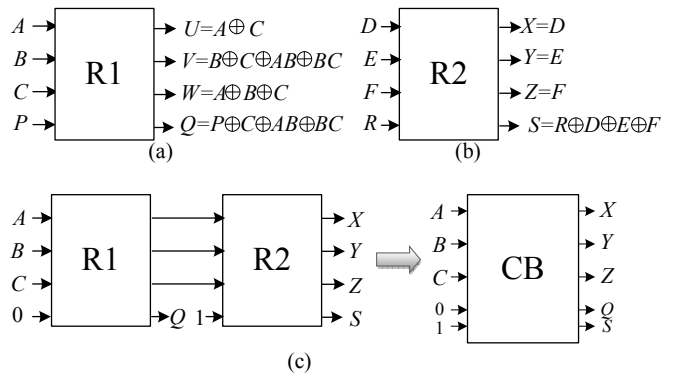 A R1 U=A⊕C
B V=B⊕C⊕AB⊕BC
C W=A⊕B⊕C
P Q=P⊕C⊕AB⊕BC
(a)
D R2 X=D
E Y=E
F Z=F
R S=R⊕D⊕E⊕F
(b)
A R1 R2 X
B Y
C Z
0 Q 1 S
A CB X
B Y
C Z
0 Q
1 S
(c)